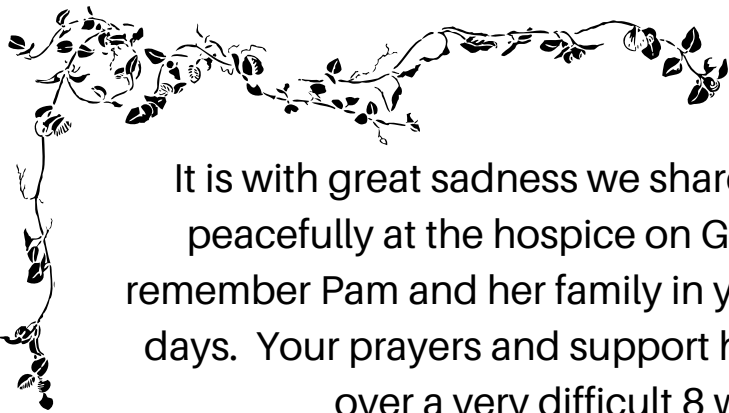 It is with great sadness we share
peacefully at the hospice on G
remember Pam and her family in y
days.  Your prayers and support h
over a very difficult 8 w